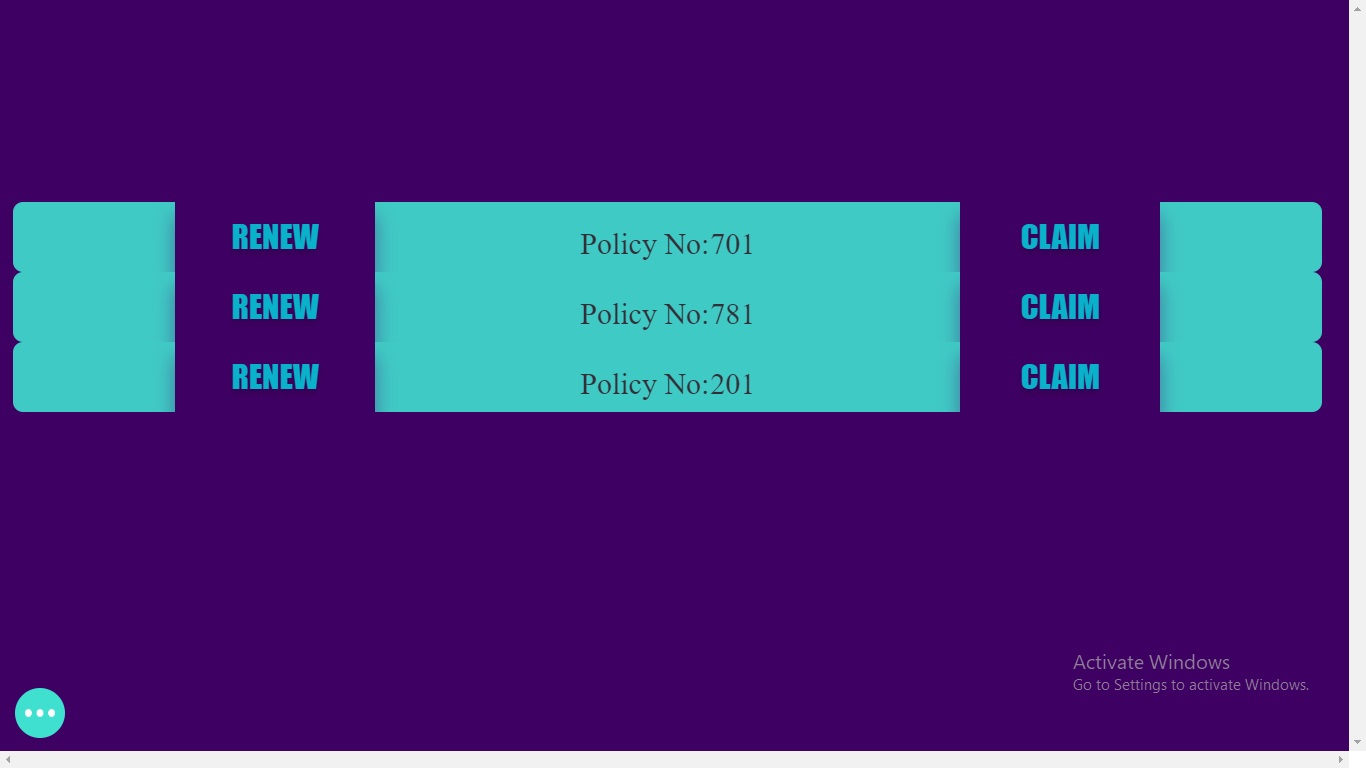 RENEW Policy No:701 CLAIM
RENEW Policy No:781 CLAIM
RENEW Policy No:201 CLAIM
Activate Windows
Go to Settings to activate Windows.